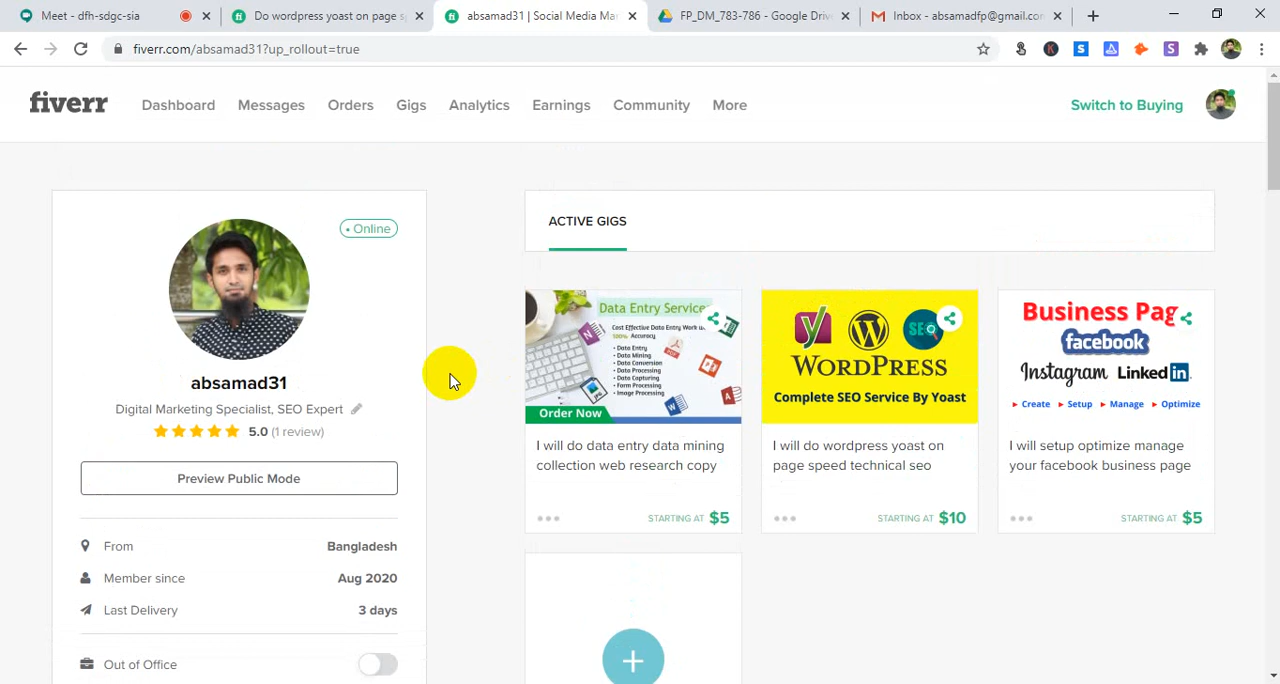 Meet - dfh-sdgc-sia
Do wordpress yoast on page s
absamad31 | Social Media Ma
FP_DM_783-786 - Google Driv
Inbox - absamadfp@gmail.co
fiverr.com/absamad31?up_rollout=true
fiverr
Dashboard
Messages
Orders
Gigs
Analytics
Earnings
Community
More
Switch to Buying
• Online
absamad31
Digital Marketing Specialist, SEO Expert
5.0 (1 review)
Preview Public Mode
From Bangladesh
Member since Aug 2020
Last Delivery 3 days
Out of Office
ACTIVE GIGS
Data Entry Service
Cost Effective Data Entry Work
100% Accuracy
• Data Entry
• Data Mining
• Data Conversion
• Data Processing
• Data Capturing
• Form Processing
• Image Processing
Order Now
I will do data entry data mining
collection web research copy
STARTING AT $5
SEO
WORDPRESS
Complete SEO Service By Yoast
I will do wordpress yoast on
page speed technical seo
STARTING AT $10
Business Pag
facebook
Instagram LinkedIn
► Create ► Setup ► Manage ► Optimize
I will setup optimize manage
your facebook business page
STARTING AT $5